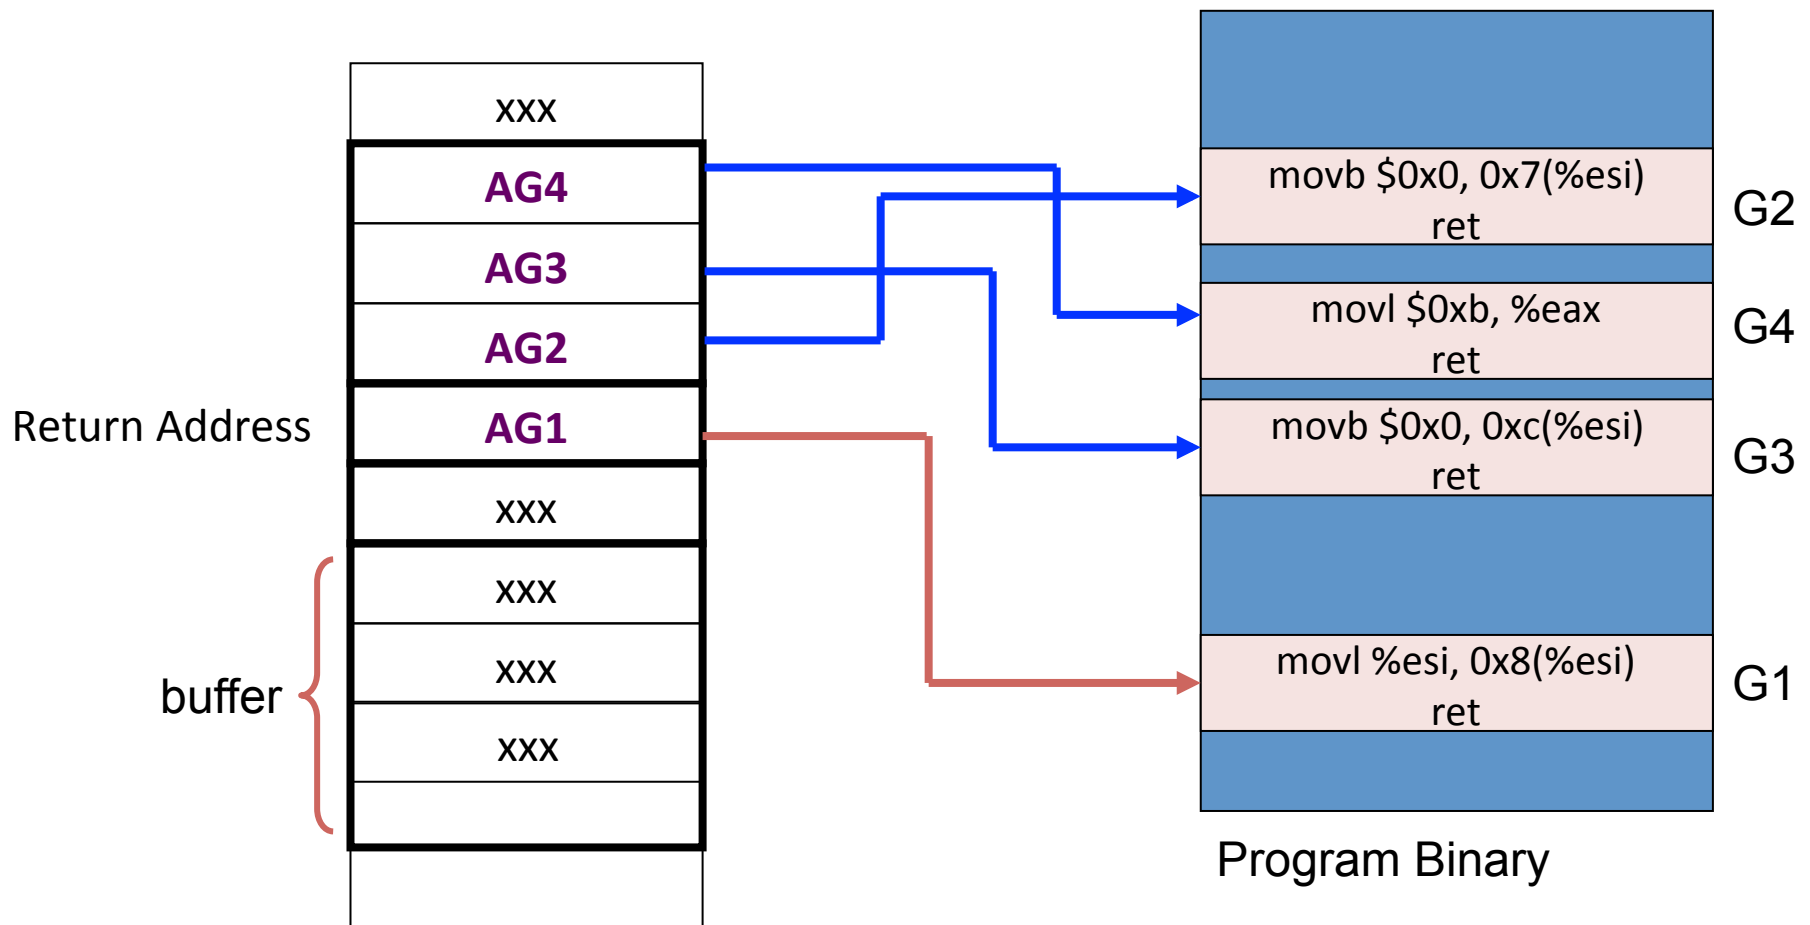 xxx
AG4
AG3
AG2
Return Address
AG1
xxx
xxx
buffer
xxx
xxx
movb $0x0, 0x7(%esi)
ret
G2
movl $0xb, %eax
ret
G4
movb $0x0, 0xc(%esi)
ret
G3
movl %esi, 0x8(%esi)
ret
G1
Program Binary